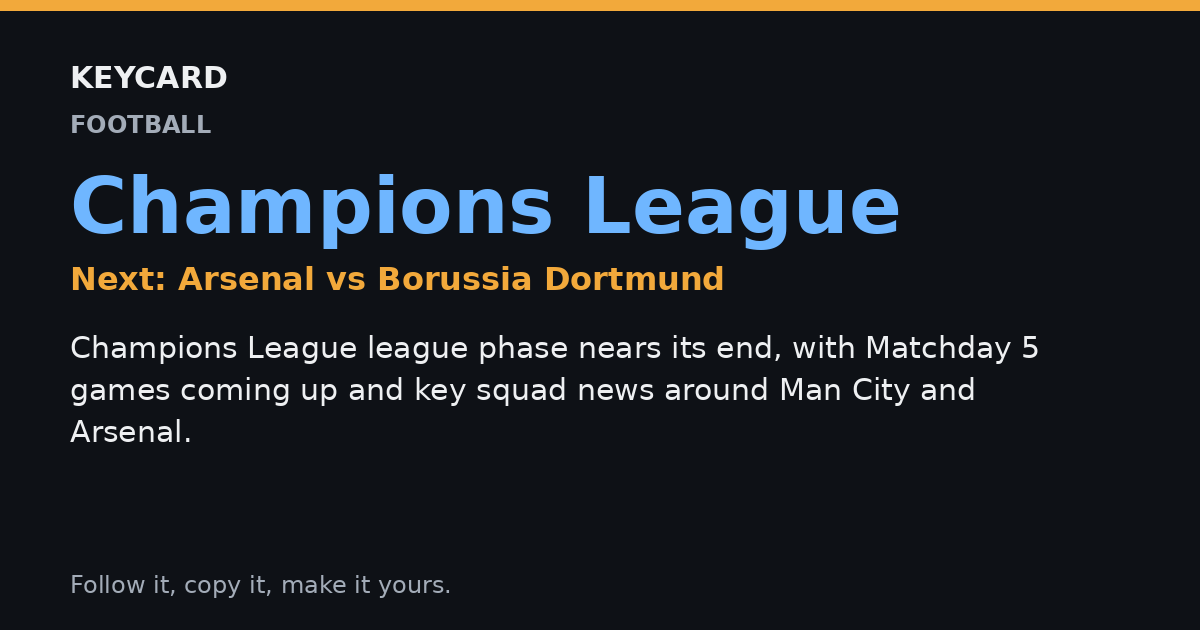 KEYCARD
FOOTBALL
Champions League
Next: Arsenal vs Borussia Dortmund
Champions League league phase nears its end, with Matchday 5
games coming up and key squad news around Man City and
Arsenal.
Follow it, copy it, make it yours.